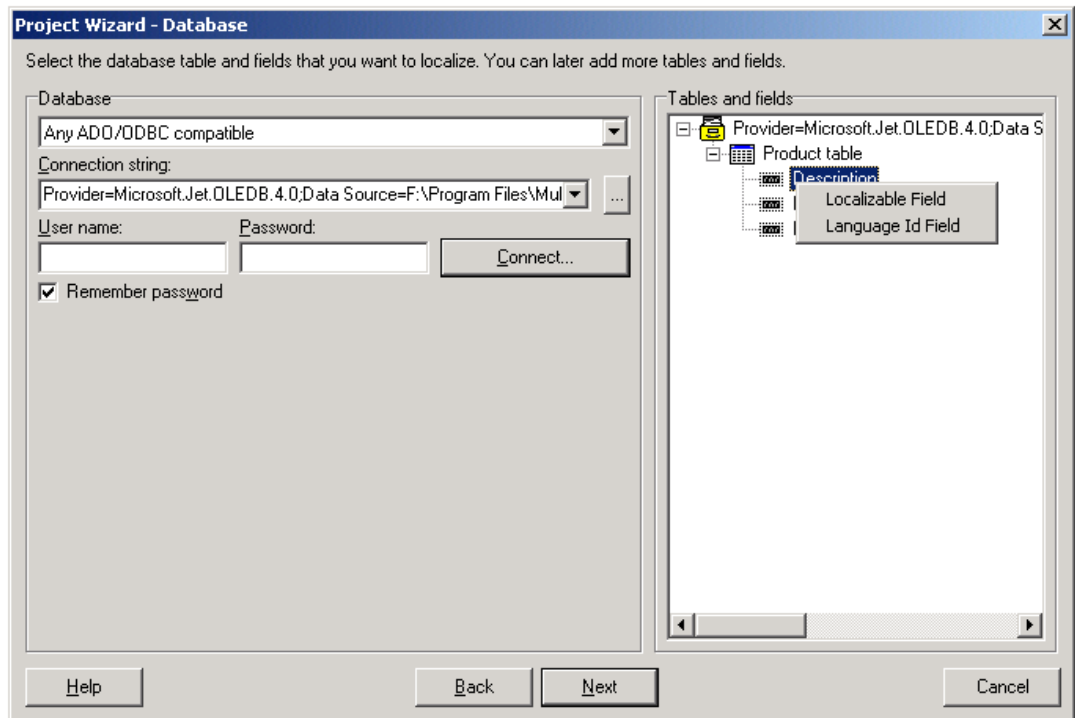 Project Wizard - Database
Select the database table and fields that you want to localize. You can later add more tables and fields.
Database
Any ADO/ODBC compatible
Connection string:
Provider=Microsoft.Jet.OLEDB.4.0;Data Source=F:\Program Files\Mul
...
User name:
Password:
Connect...
Remember password
Tables and fields
Provider=Microsoft.Jet.OLEDB.4.0;Data S
Product table
Description
Localizable Field
Language Id Field
Help
Back
Next
Cancel